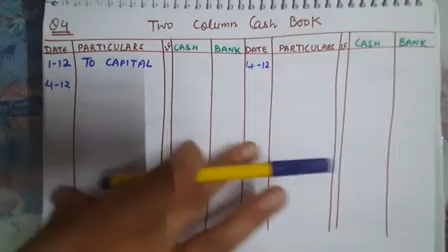 Q4 Two Column Cash Book
DATE PARTICULARS LF CASH BANK DATE PARTICULARS LF CASH BANK
1-12 To CAPITAL 4-12
4-12